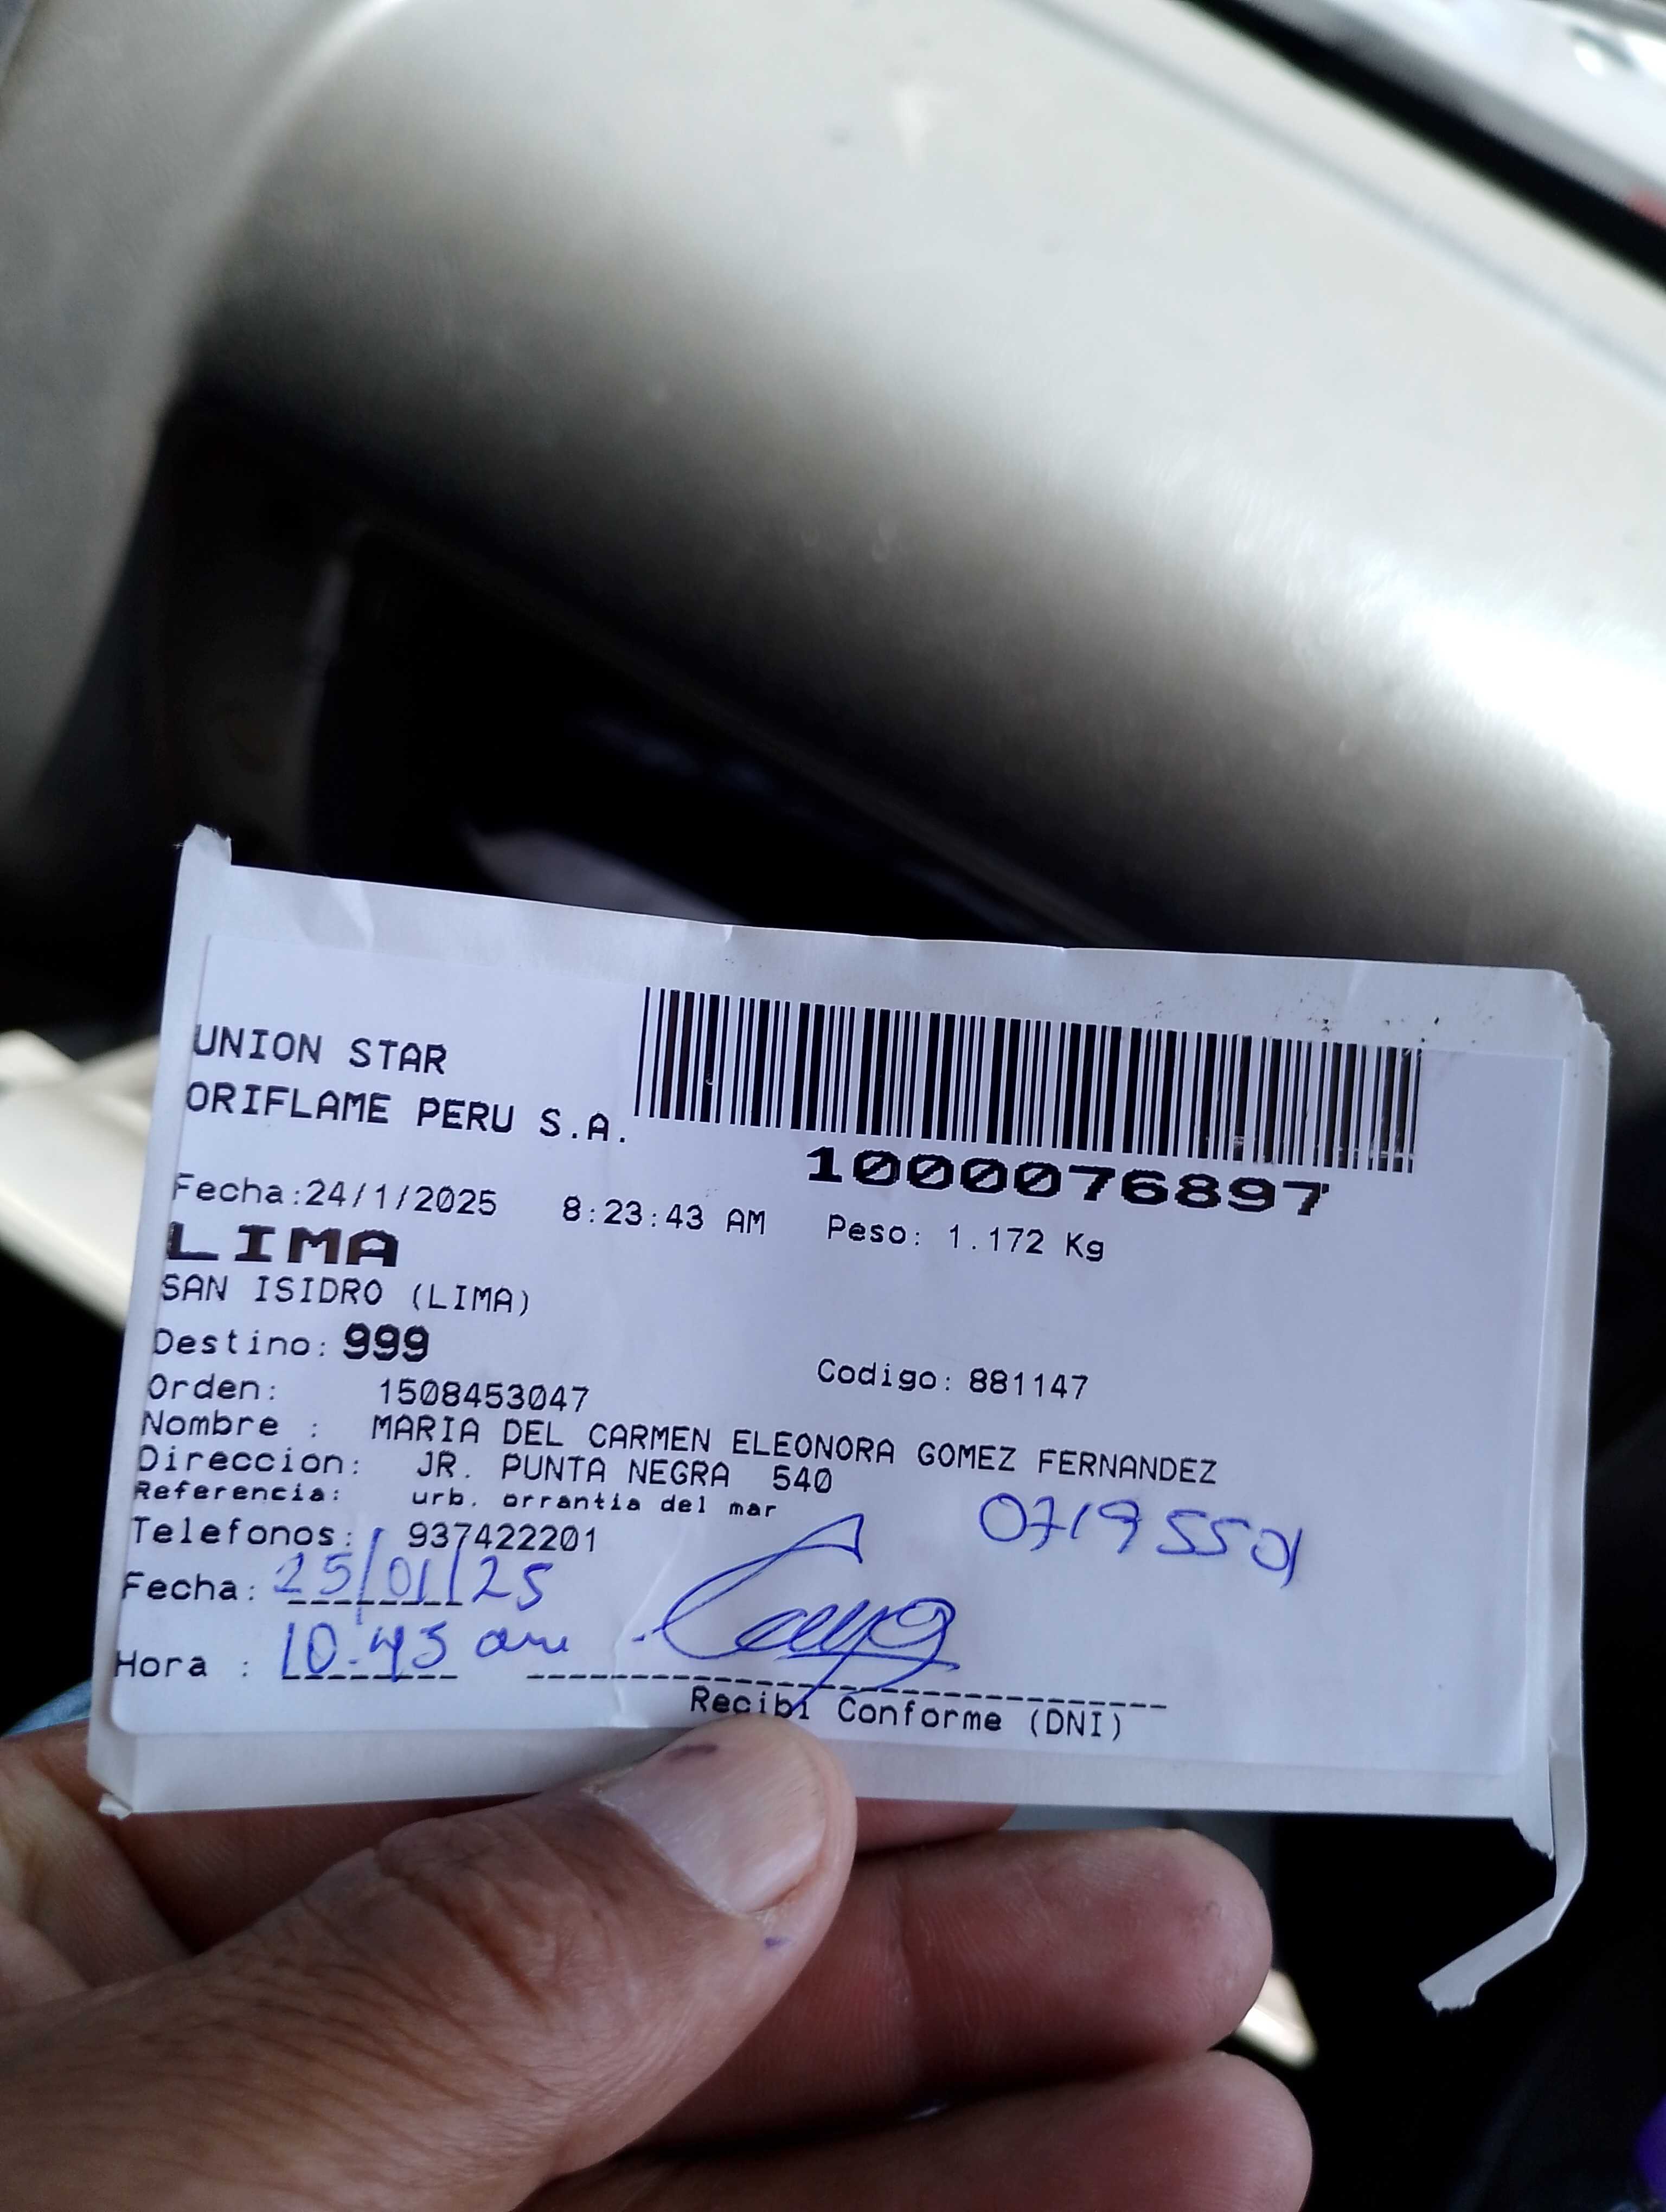 UNION STAR
ORIFLAME PERU S.A.
1000076897
Fecha:24/1/2025 8:23:43 AM Peso: 1.172 Kg
LIMA
SAN ISIDRO (LIMA)
Destino: 999
Codigo: 881147
Orden: 1508453047
Nombre : MARIA DEL CARMEN ELEONORA GOMEZ FERNANDEZ
Direccion: JR. PUNTA NEGRA 540
Referencia: urb. orrantia del mar
Telefonos: 937422201
07195501
Fecha: 25/01/25
Hora : 10:45 am
Recibi Conforme (DNI)